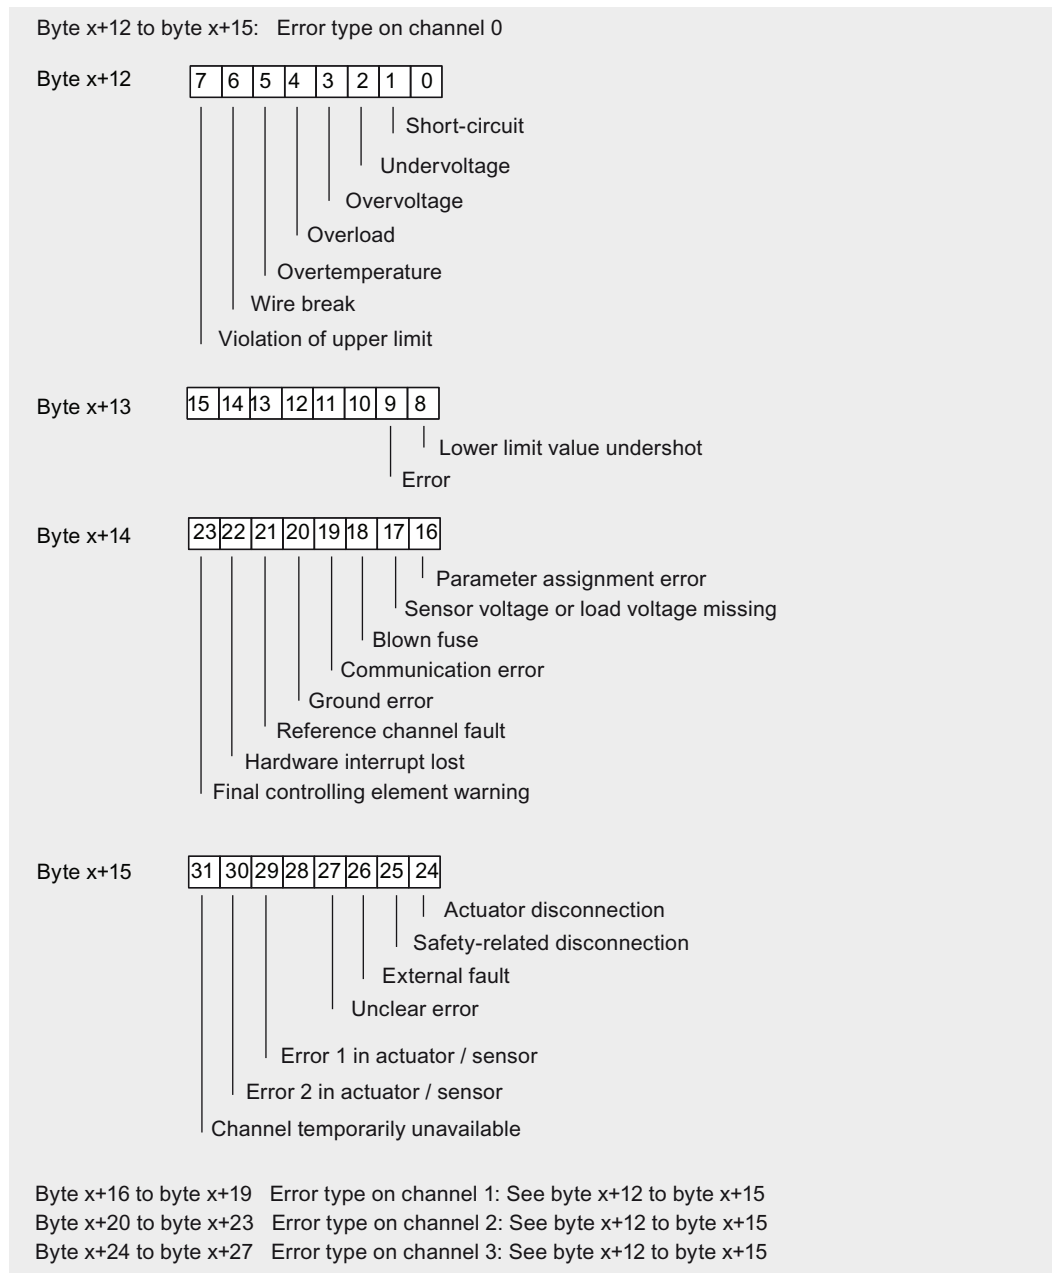 Byte x+12 to byte x+15: Error type on channel 0
Byte x+12 7 6 5 4 3 2 1 0
Short-circuit
Undervoltage
Overvoltage
Overload
Overtemperature
Wire break
Violation of upper limit
Byte x+13 15 14 13 12 11 10 9 8
Lower limit value undershot
Error
Byte x+14 23 22 21 20 19 18 17 16
Parameter assignment error
Sensor voltage or load voltage missing
Blown fuse
Communication error
Ground error
Reference channel fault
Hardware interrupt lost
Final controlling element warning
Byte x+15 31 30 29 28 27 26 25 24
Actuator disconnection
Safety-related disconnection
External fault
Unclear error
Error 1 in actuator / sensor
Error 2 in actuator / sensor
Channel temporarily unavailable
Byte x+16 to byte x+19 Error type on channel 1: See byte x+12 to byte x+15
Byte x+20 to byte x+23 Error type on channel 2: See byte x+12 to byte x+15
Byte x+24 to byte x+27 Error type on channel 3: See byte x+12 to byte x+15